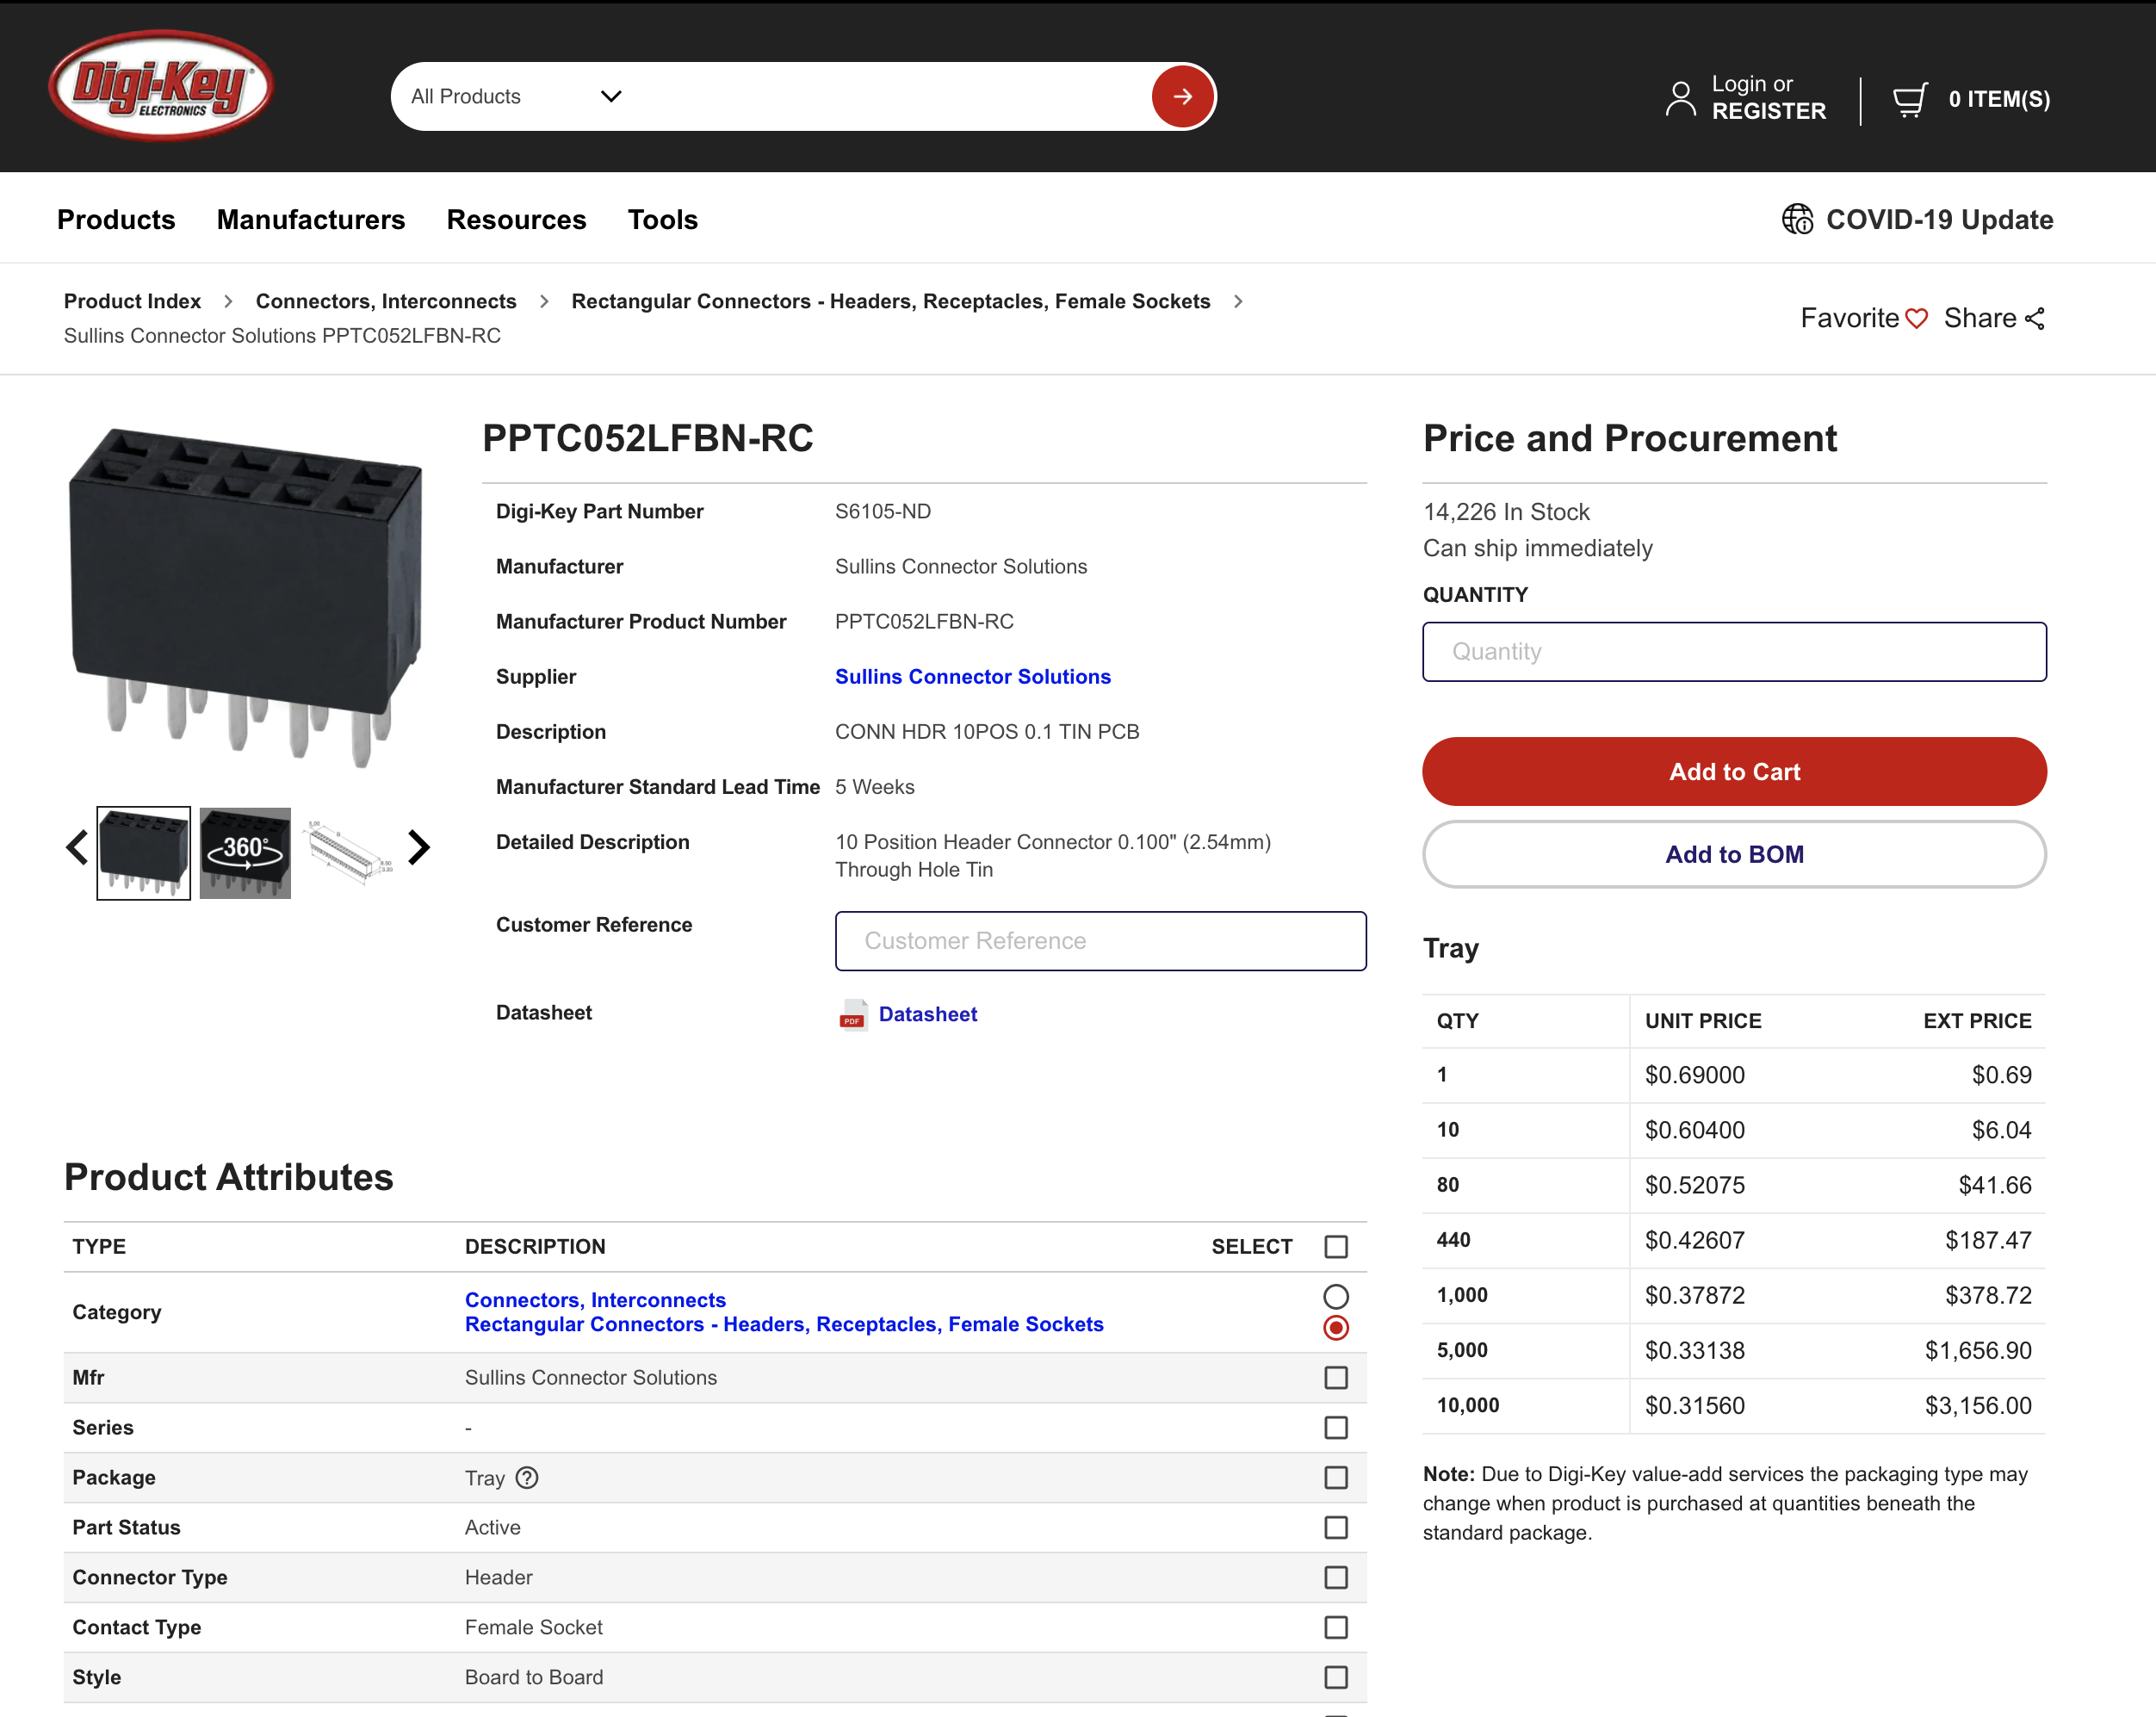 Digi-Key
ELECTRONICS
All Products
Login or
REGISTER
0 ITEM(S)
Products
Manufacturers
Resources
Tools
COVID-19 Update
Product Index
Connectors, Interconnects
Rectangular Connectors - Headers, Receptacles, Female Sockets
Sullins Connector Solutions PPTC052LFBN-RC
Favorite
Share
360°
PPTC052LFBN-RC
Digi-Key Part Number S6105-ND
Manufacturer Sullins Connector Solutions
Manufacturer Product Number PPTC052LFBN-RC
Supplier Sullins Connector Solutions
Description CONN HDR 10POS 0.1 TIN PCB
Manufacturer Standard Lead Time 5 Weeks
Detailed Description 10 Position Header Connector 0.100" (2.54mm)
Through Hole Tin
Customer Reference Customer Reference
Datasheet PDF Datasheet
Price and Procurement
14,226 In Stock
Can ship immediately
QUANTITY
Quantity
Add to Cart
Add to BOM
Tray
QTY UNIT PRICE EXT PRICE
1 $0.69000 $0.69
10 $0.60400 $6.04
80 $0.52075 $41.66
440 $0.42607 $187.47
1,000 $0.37872 $378.72
5,000 $0.33138 $1,656.90
10,000 $0.31560 $3,156.00
Note: Due to Digi-Key value-add services the packaging type may
change when product is purchased at quantities beneath the
standard package.
Product Attributes
TYPE DESCRIPTION SELECT
Category Connectors, Interconnects
Rectangular Connectors - Headers, Receptacles, Female Sockets
Mfr Sullins Connector Solutions
Series -
Package Tray
Part Status Active
Connector Type Header
Contact Type Female Socket
Style Board to Board